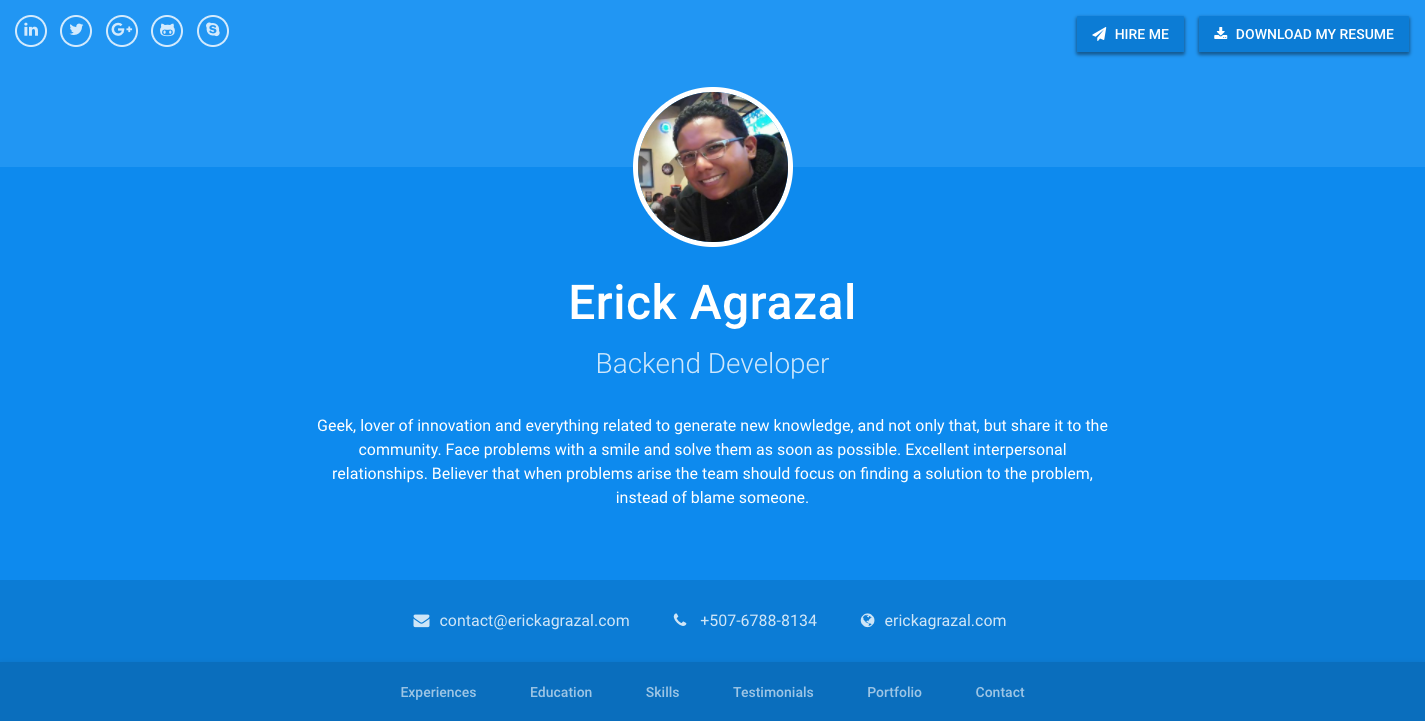 HIRE ME
DOWNLOAD MY RESUME
Erick Agrazal
Backend Developer
Geek, lover of innovation and everything related to generate new knowledge, and not only that, but share it to the
community. Face problems with a smile and solve them as soon as possible. Excellent interpersonal
relationships. Believer that when problems arise the team should focus on finding a solution to the problem,
instead of blame someone.
contact@erickagrazal.com
+507-6788-8134
erickagrazal.com
Experiences
Education
Skills
Testimonials
Portfolio
Contact